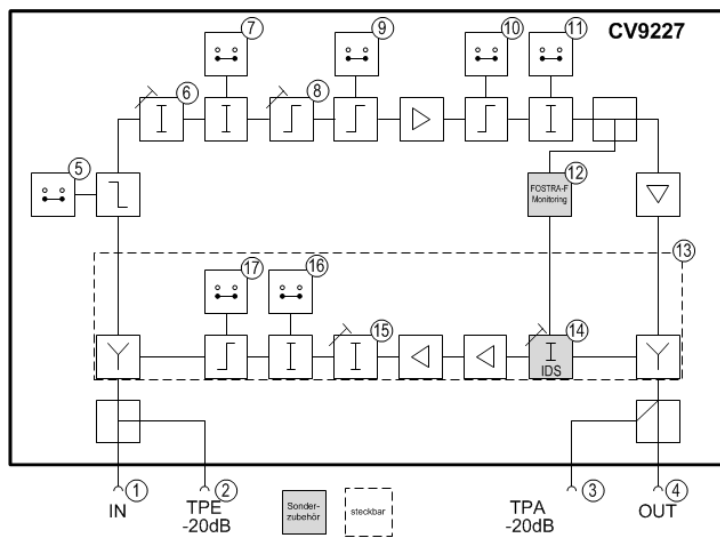 CV9227
7
9
10
11
6
8
5
12
FOSTRA-F
Monitoring
13
17
16
15
14
IDS
1
2
3
4
IN
TPE
-20dB
Sonder-
zubehör
steckbar
TPA
-20dB
OUT